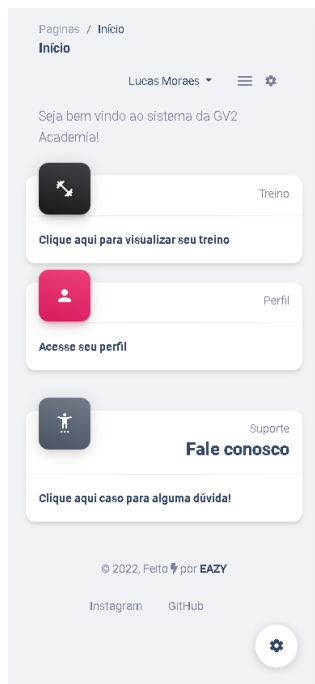 Paginas / Início
Início
Lucas Moraes
Seja bem vindo ao sistema da GV2
Academia!
Treino
Clique aqui para visualizar seu treino
Perfil
Acesse seu perfil
Suporte
Fale conosco
Clique aqui caso para alguma dúvida!
© 2022, Feito por EAZY
Instagram GitHub